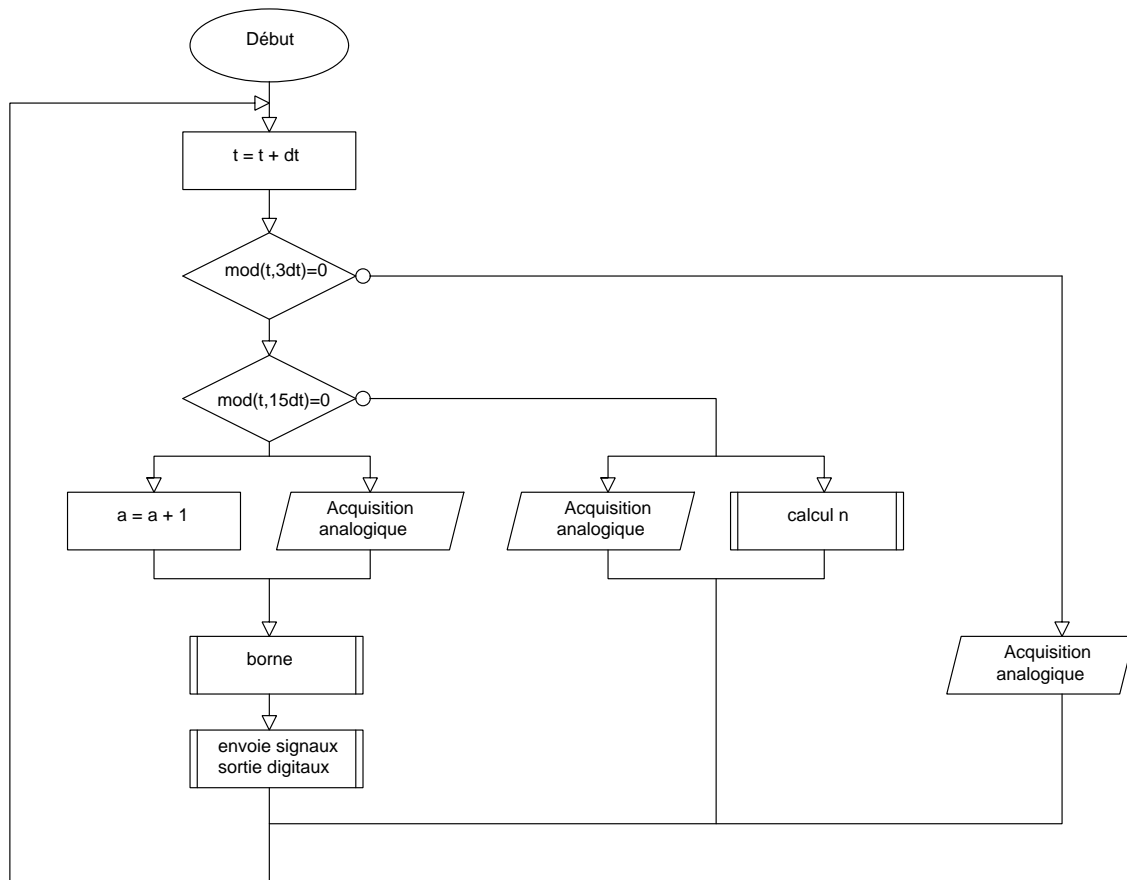 Début
t = t + dt
mod(t,3dt)=0
mod(t,15dt)=0
a = a + 1
Acquisition
analogique
Acquisition
analogique
calcul n
borne
Acquisition
analogique
envoie signaux
sortie digitaux